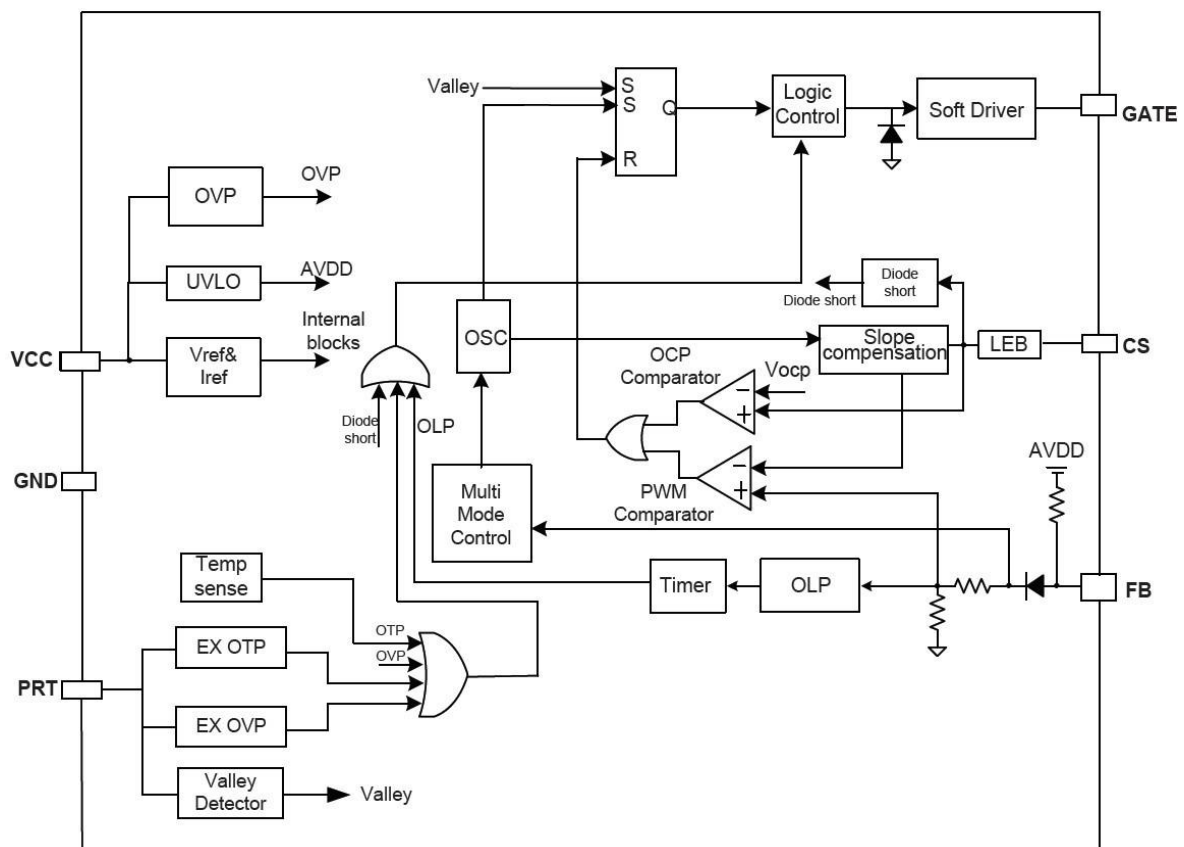 Valley
S
S
Q
R
Logic
Control
Soft Driver
GATE
OVP
OVP
UVLO
AVDD
Vref&
Iref
Internal
blocks
VCC
Diode
short
Diode short
OSC
Slope
compensation
LEB
CS
OCP
Comparator
Vocp
−
+
Diode
short
OLP
GND
Multi
Mode
Control
PWM
Comparator
−
+
AVDD
Temp
sense
Timer
OLP
FB
OTP
OVP
EX OTP
PRT
EX OVP
Valley
Detector
Valley